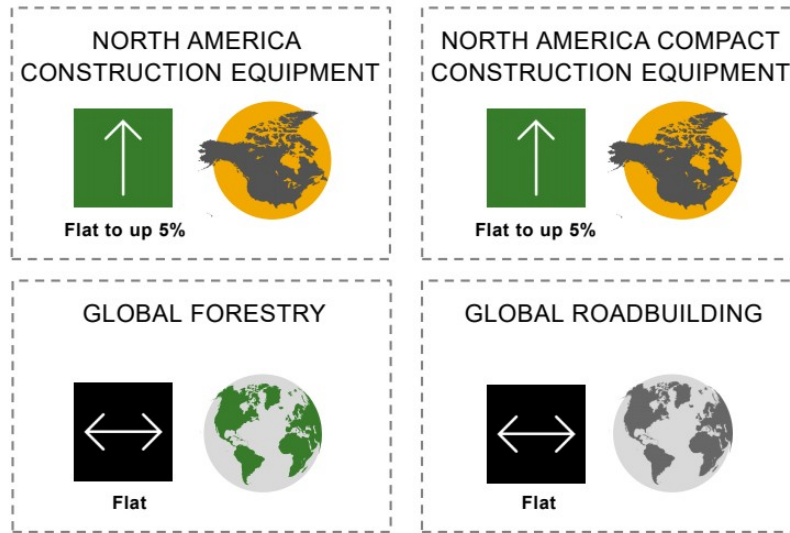 NORTH AMERICA
CONSTRUCTION EQUIPMENT
Flat to up 5%
NORTH AMERICA COMPACT
CONSTRUCTION EQUIPMENT
Flat to up 5%
GLOBAL FORESTRY
Flat
GLOBAL ROADBUILDING
Flat